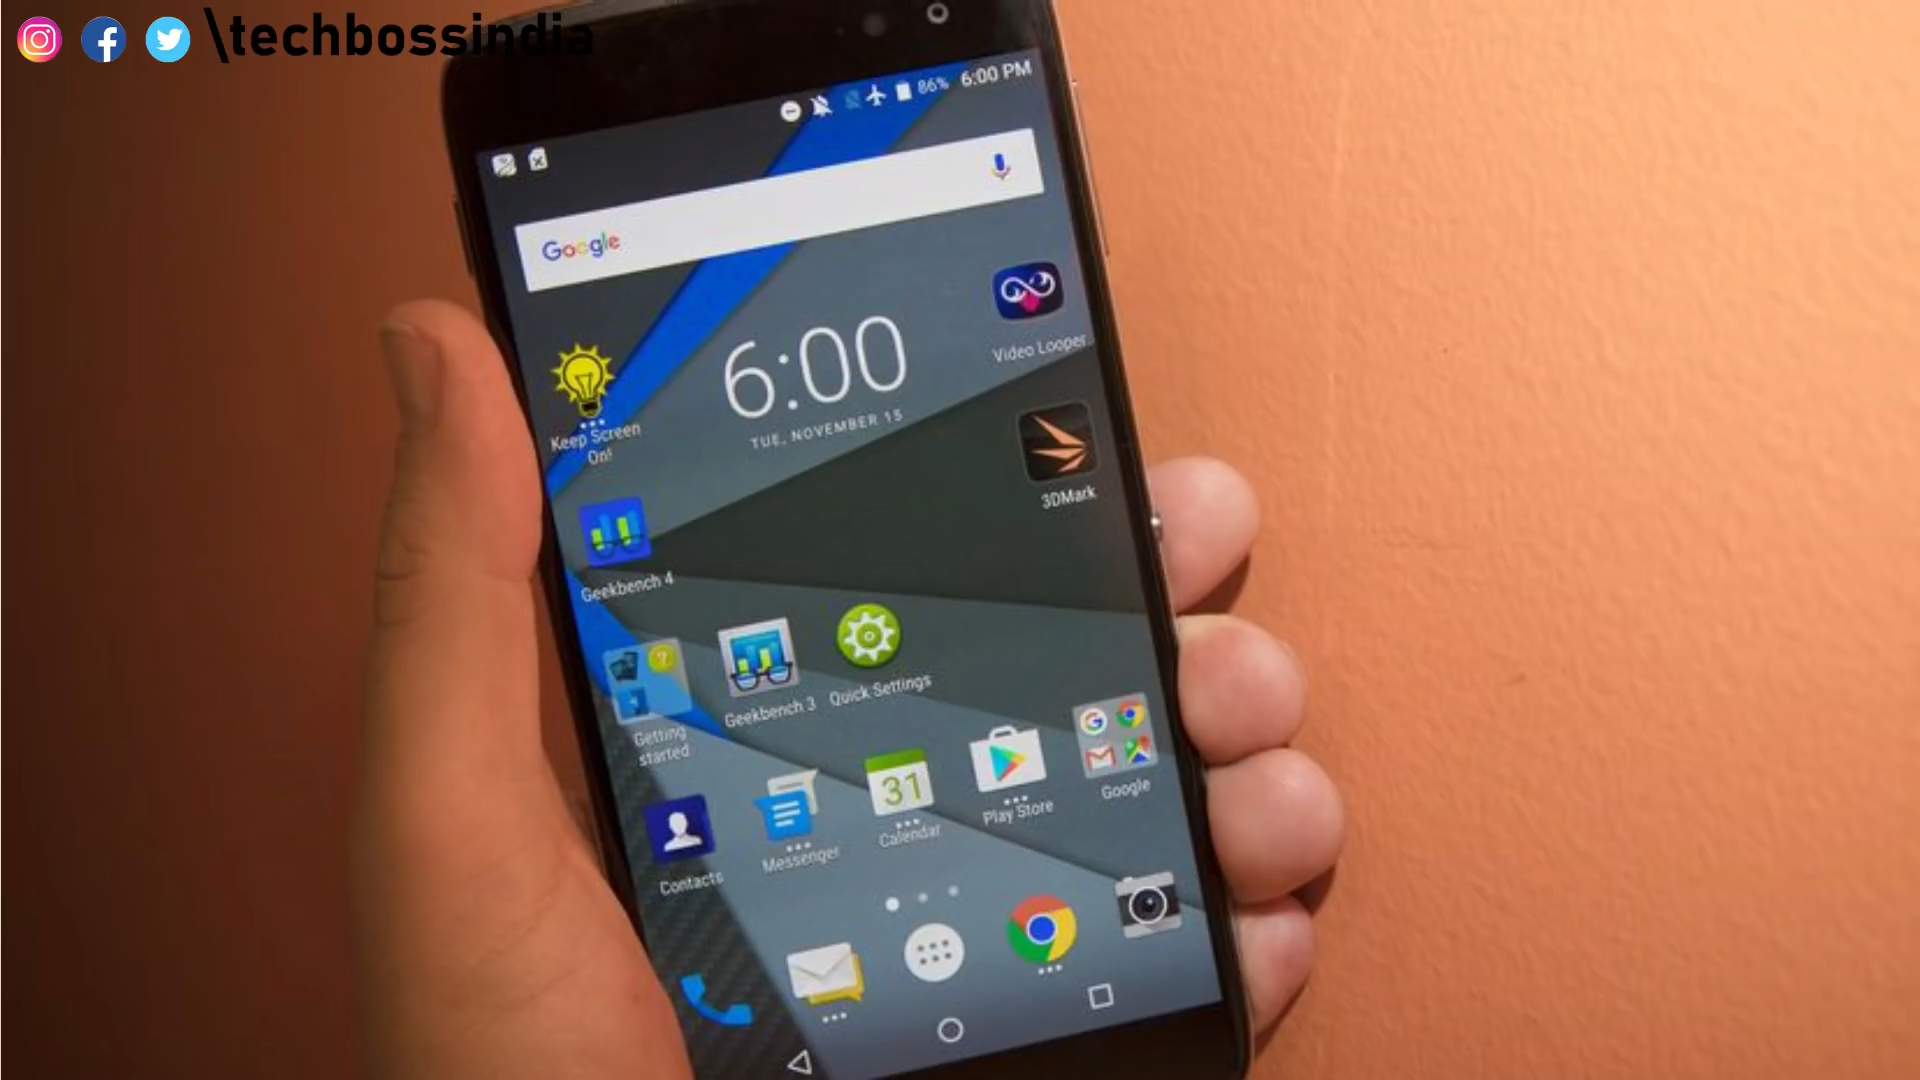 \techbossindia
86% 6:00 PM
Google
6:00
TUE, NOVEMBER 15
Video Looper
Keep Screen
On!
3DMark
Geekbench 4
Getting
started
Geekbench 3
Quick Settings
31
Contacts
Messenger
Calendar
Play Store
Google